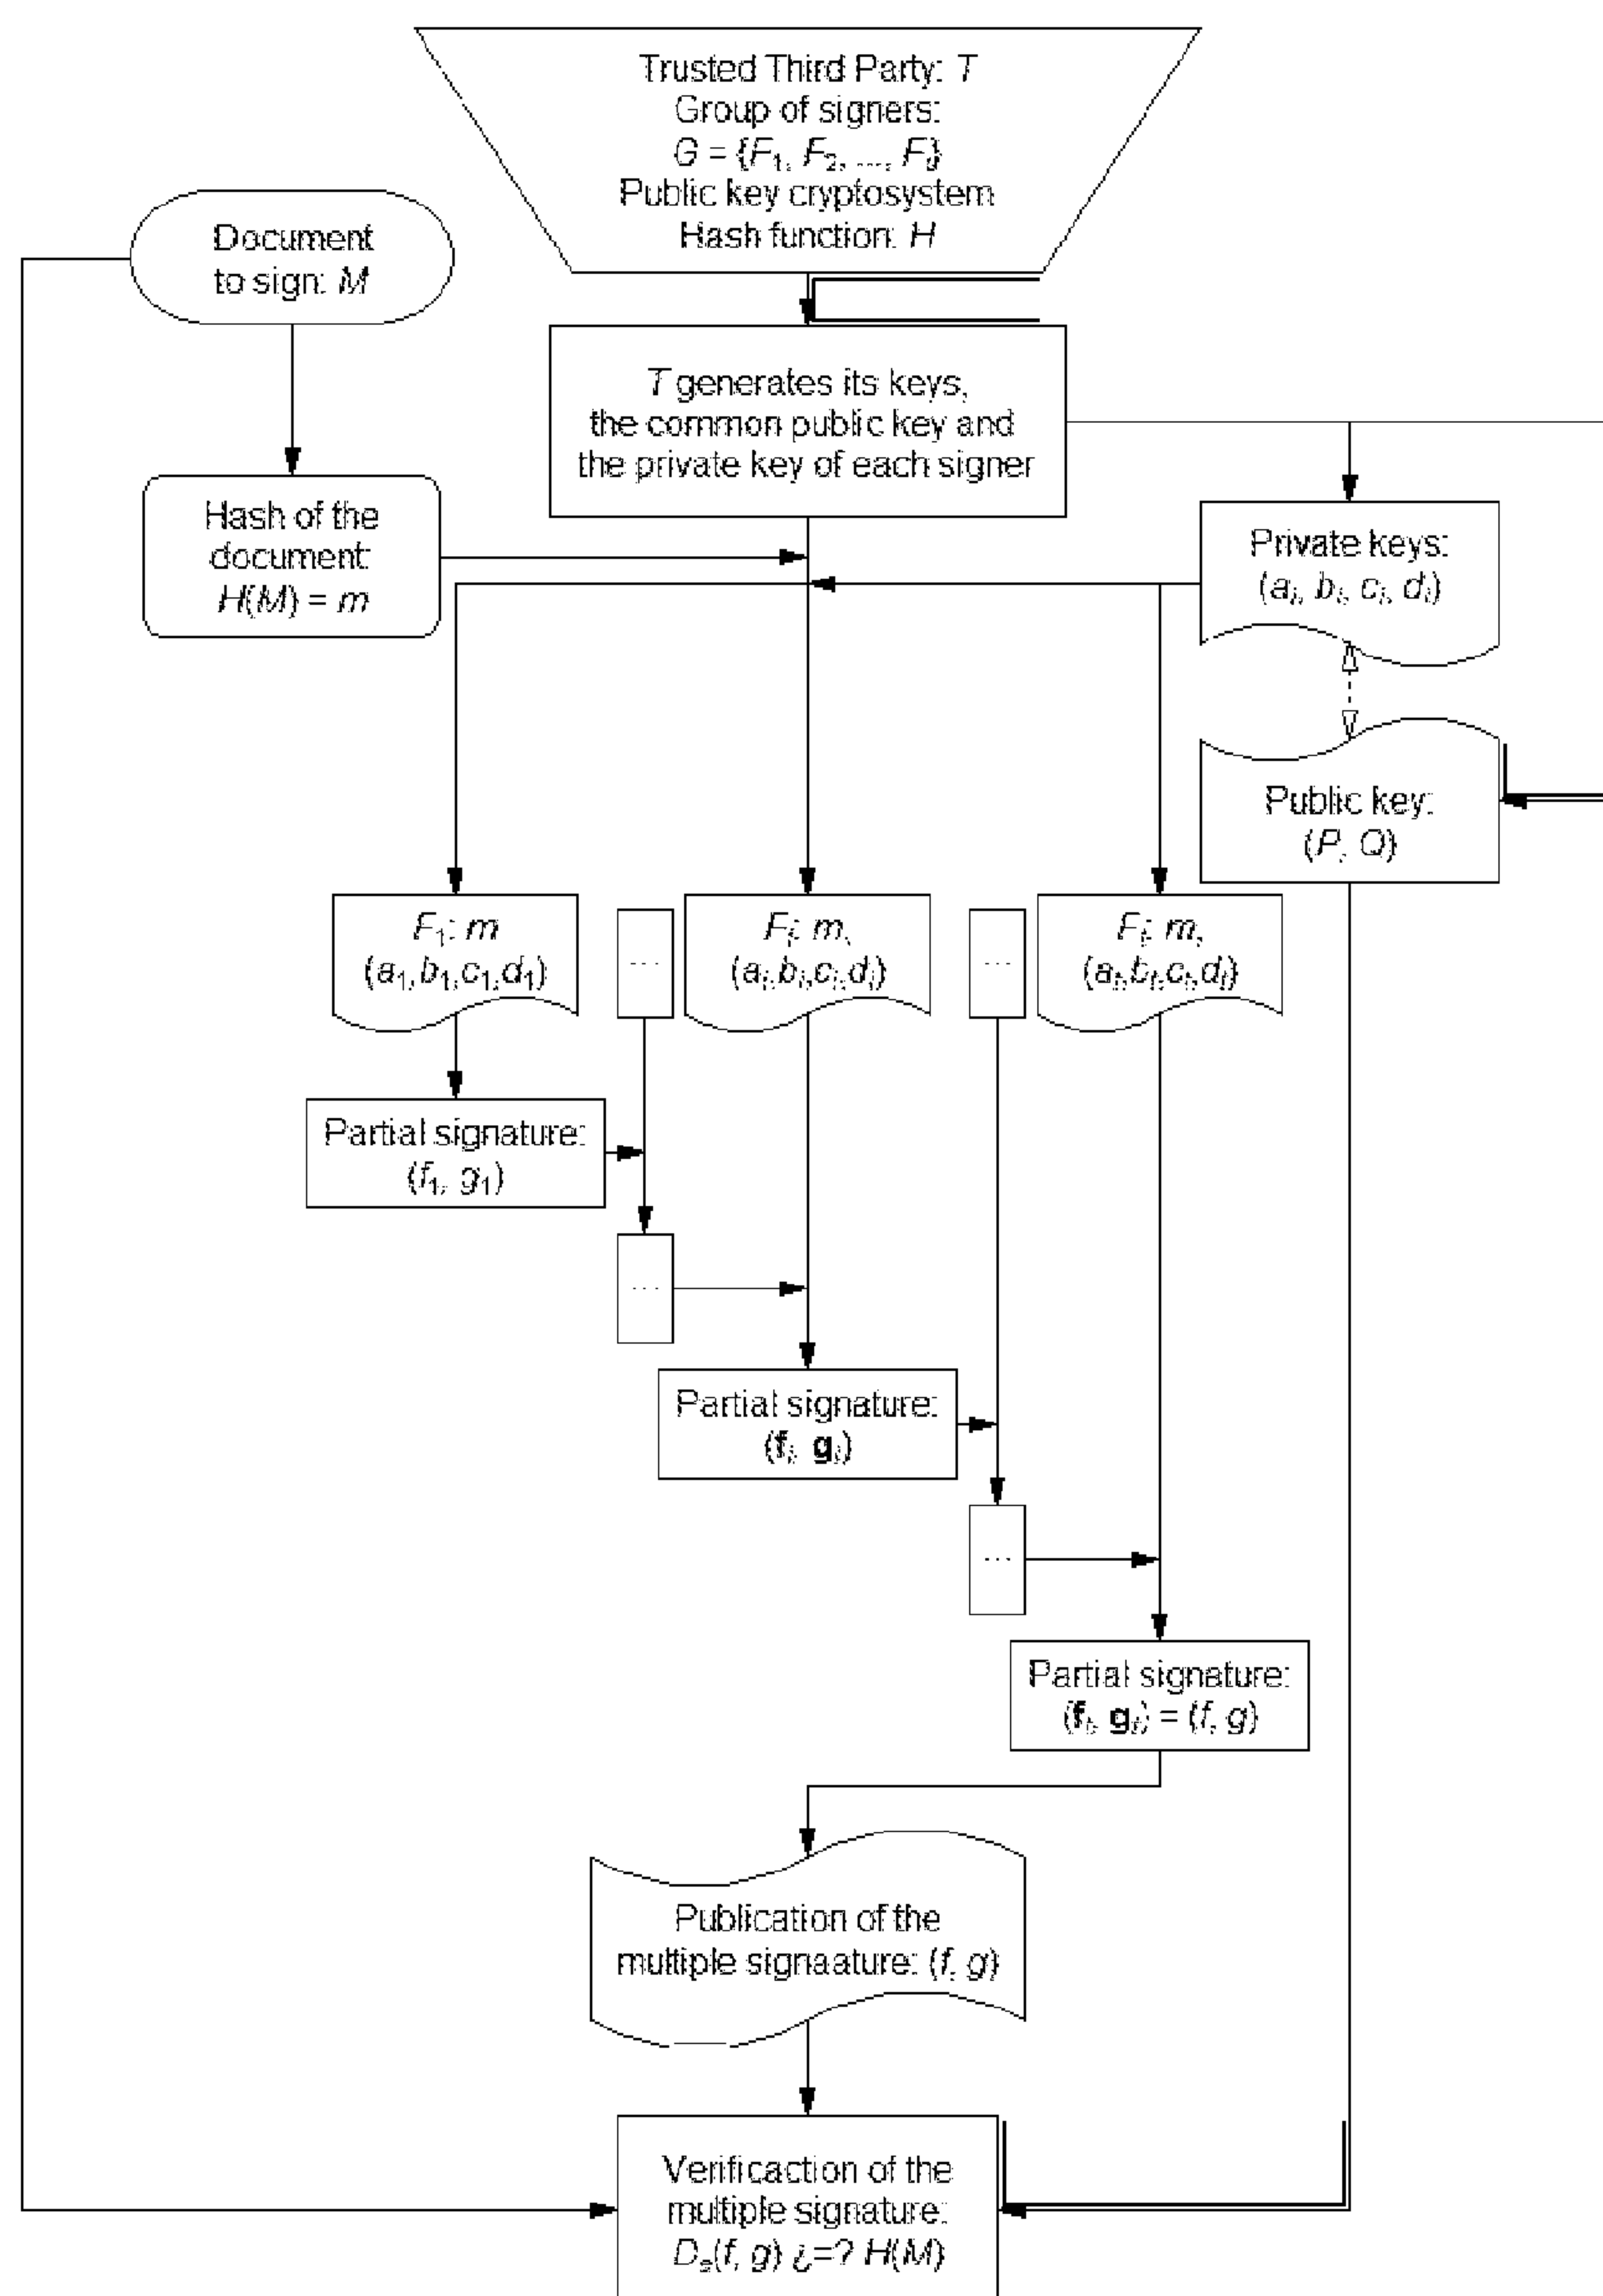 Trusted Third Party: T
Group of signers:
G = {F1, F2, ..., Ft}
Public key cryptosystem
Hash function: H
Document
to sign: M
T generates its keys,
the common public key and
the private key of each signer
Hash of the
document:
H(M) = m
Private keys:
(ai, bi, ci, di)
Public key:
(P, Q)
F1: m
(a1,b1,c1,d1)
...
Fi: m,
(ai,bi,ci,di)
...
Ft: m,
(at,bt,ct,dt)
Partial signature:
(f1, g1)
...
Partial signature:
(fi, gi)
...
Partial signature:
(ft, gt) = (f, g)
Publication of the
multiple signaature: (f, g)
Verificaction of the
multiple signature:
Da(f, g) ¿=? H(M)